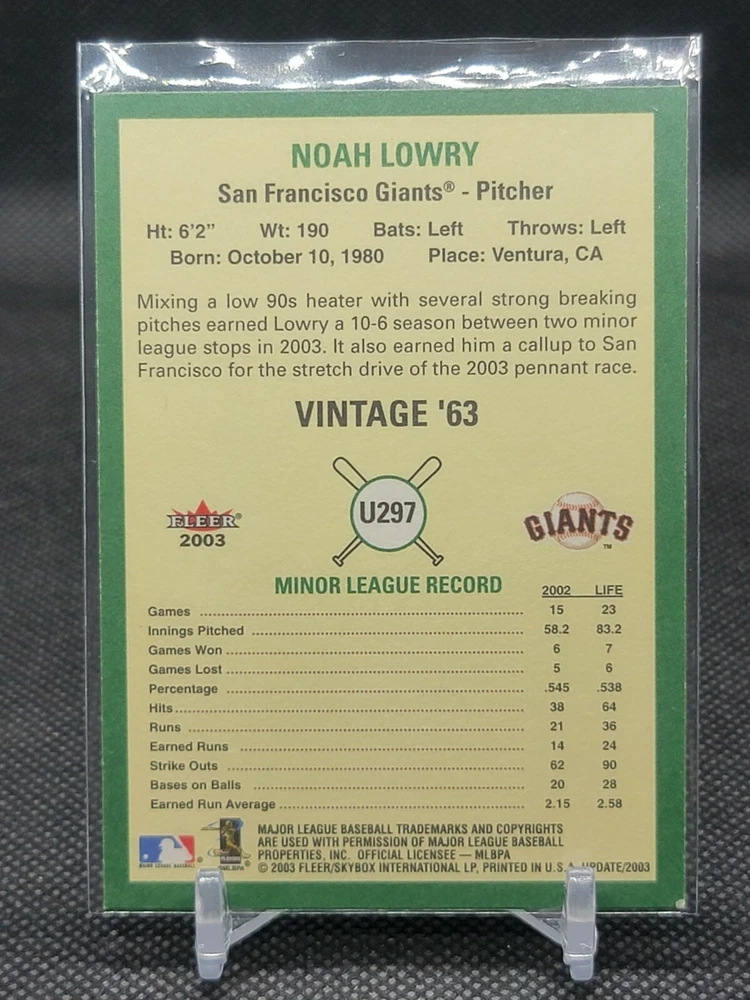 NOAH LOWRY
San Francisco Giants® - Pitcher
Ht: 6'2" Wt: 190 Bats: Left Throws: Left
Born: October 10, 1980 Place: Ventura, CA
Mixing a low 90s heater with several strong breaking
pitches earned Lowry a 10-6 season between two minor
league stops in 2003. It also earned him a callup to San
Francisco for the stretch drive of the 2003 pennant race.
VINTAGE '63
U297
FLEER®
2003
GIANTS™
MINOR LEAGUE RECORD 2002 LIFE
Games 15 23
Innings Pitched 58.2 83.2
Games Won 6 7
Games Lost 5 6
Percentage .545 .538
Hits 38 64
Runs 21 36
Earned Runs 14 24
Strike Outs 62 90
Bases on Balls 20 28
Earned Run Average 2.15 2.58
MAJOR LEAGUE BASEBALL TRADEMARKS AND COPYRIGHTS
ARE USED WITH PERMISSION OF MAJOR LEAGUE BASEBALL
PROPERTIES, INC. OFFICIAL LICENSEE — MLBPA
© 2003 FLEER/SKYBOX INTERNATIONAL LP, PRINTED IN U.S.A. UPDATE/2003